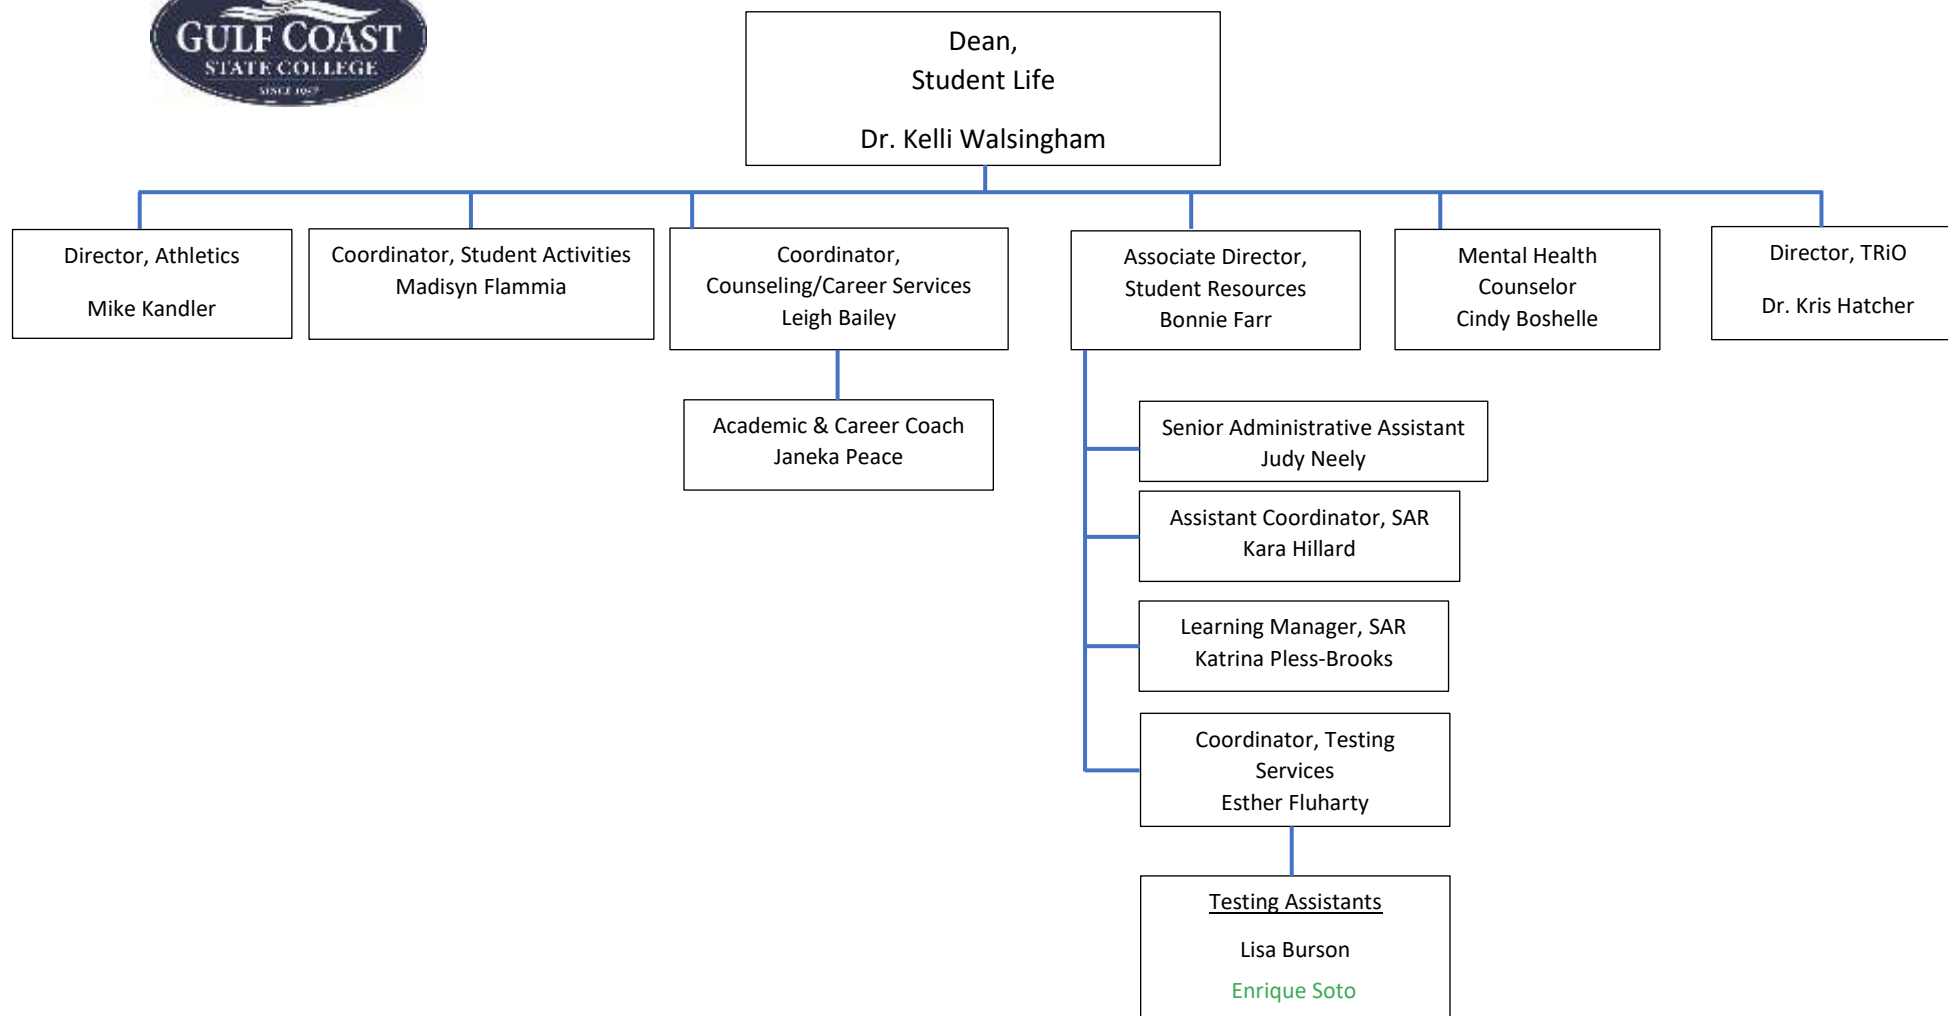 GULF COAST
STATE COLLEGE
SINCE 1957
Dean,
Student Life
Dr. Kelli Walsingham
Director, Athletics
Mike Kandler
Coordinator, Student Activities
Madisyn Flammia
Coordinator,
Counseling/Career Services
Leigh Bailey
Associate Director,
Student Resources
Bonnie Farr
Mental Health
Counselor
Cindy Boshelle
Director, TRiO
Dr. Kris Hatcher
Academic & Career Coach
Janeka Peace
Senior Administrative Assistant
Judy Neely
Assistant Coordinator, SAR
Kara Hillard
Learning Manager, SAR
Katrina Pless-Brooks
Coordinator, Testing
Services
Esther Fluharty
Testing Assistants
Lisa Burson
Enrique Soto